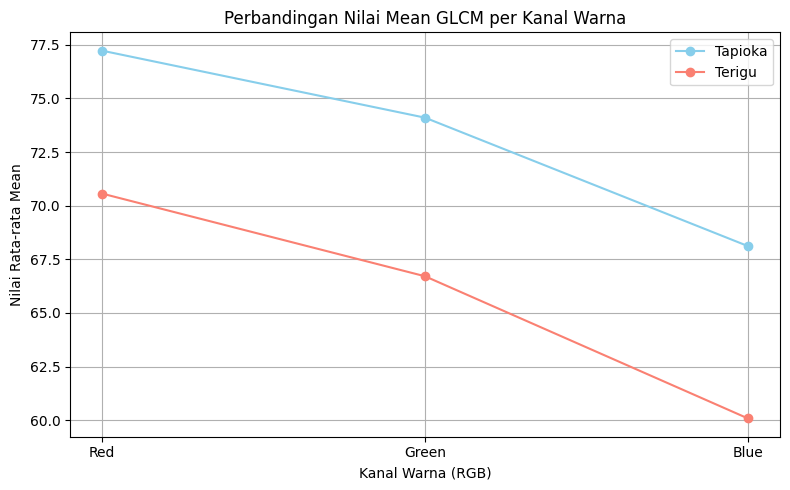 Perbandingan Nilai Mean GLCM per Kanal Warna
Tapioka
Terigu
Nilai Rata-rata Mean
77.5
75.0
72.5
70.0
67.5
65.0
62.5
60.0
Red
Green
Blue
Kanal Warna (RGB)